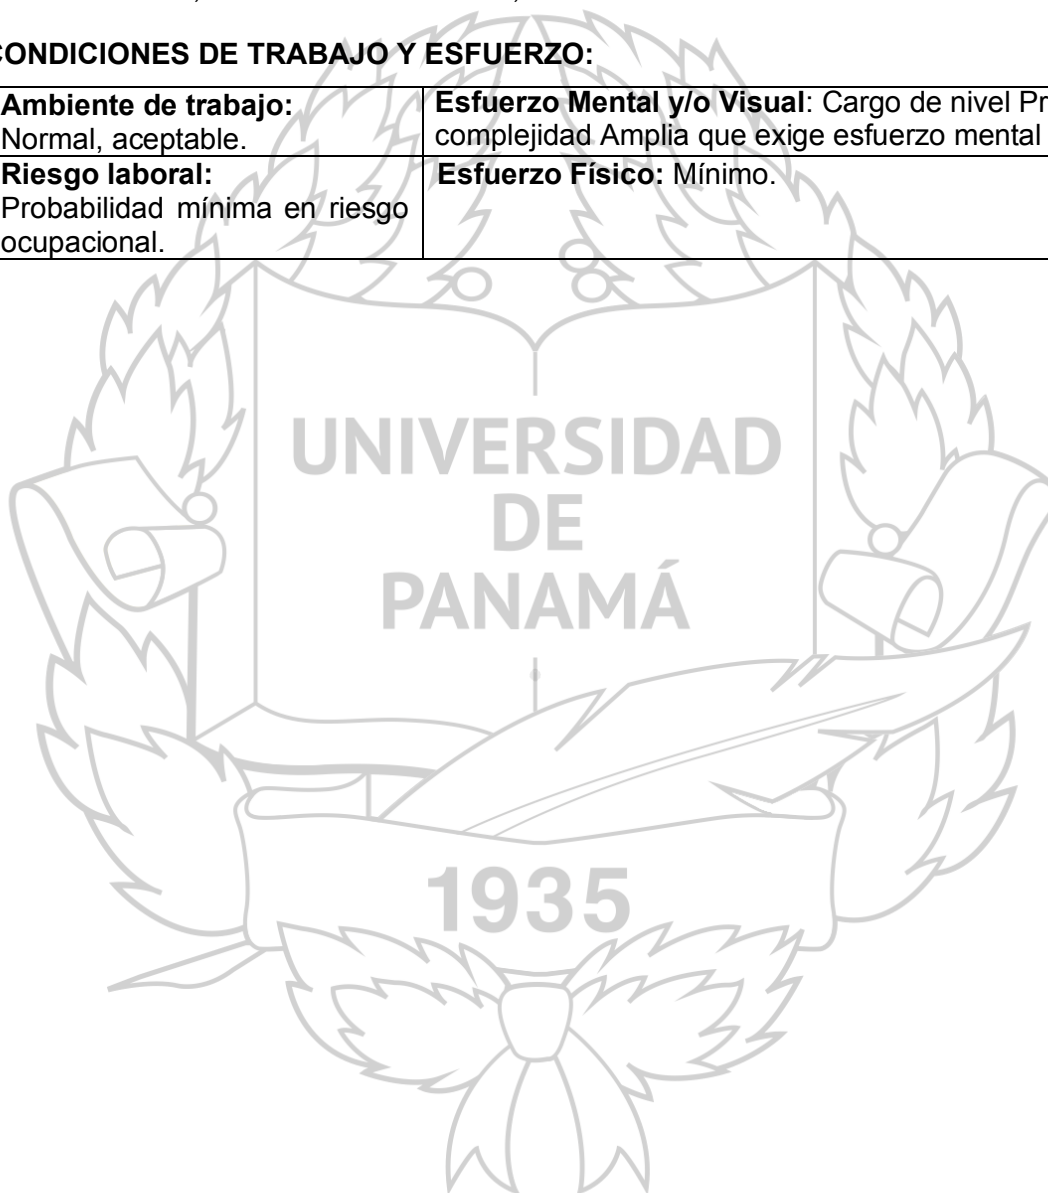 CONDICIONES DE TRABAJO Y ESFUERZO:
Ambiente de trabajo:
Normal, aceptable.
Esfuerzo Mental y/o Visual: Cargo de nivel Pr
complejidad Amplia que exige esfuerzo mental
Riesgo laboral:
Probabilidad mínima en riesgo
ocupacional.
Esfuerzo Físico: Mínimo.
UNIVERSIDAD
DE
PANAMÁ
1935